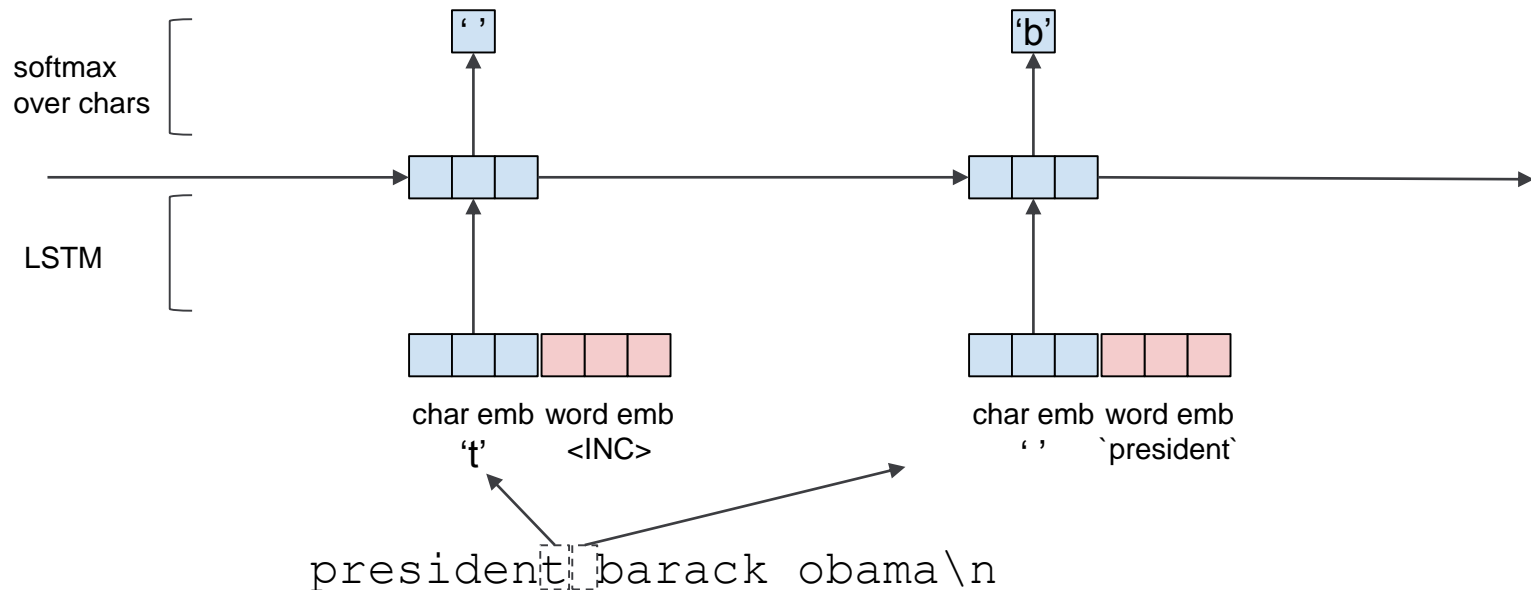 ‘ ’
‘b’
softmax
over chars
LSTM
char emb word emb
‘t’ <INC>
char emb word emb
‘ ’ `president`
president barack obama\n